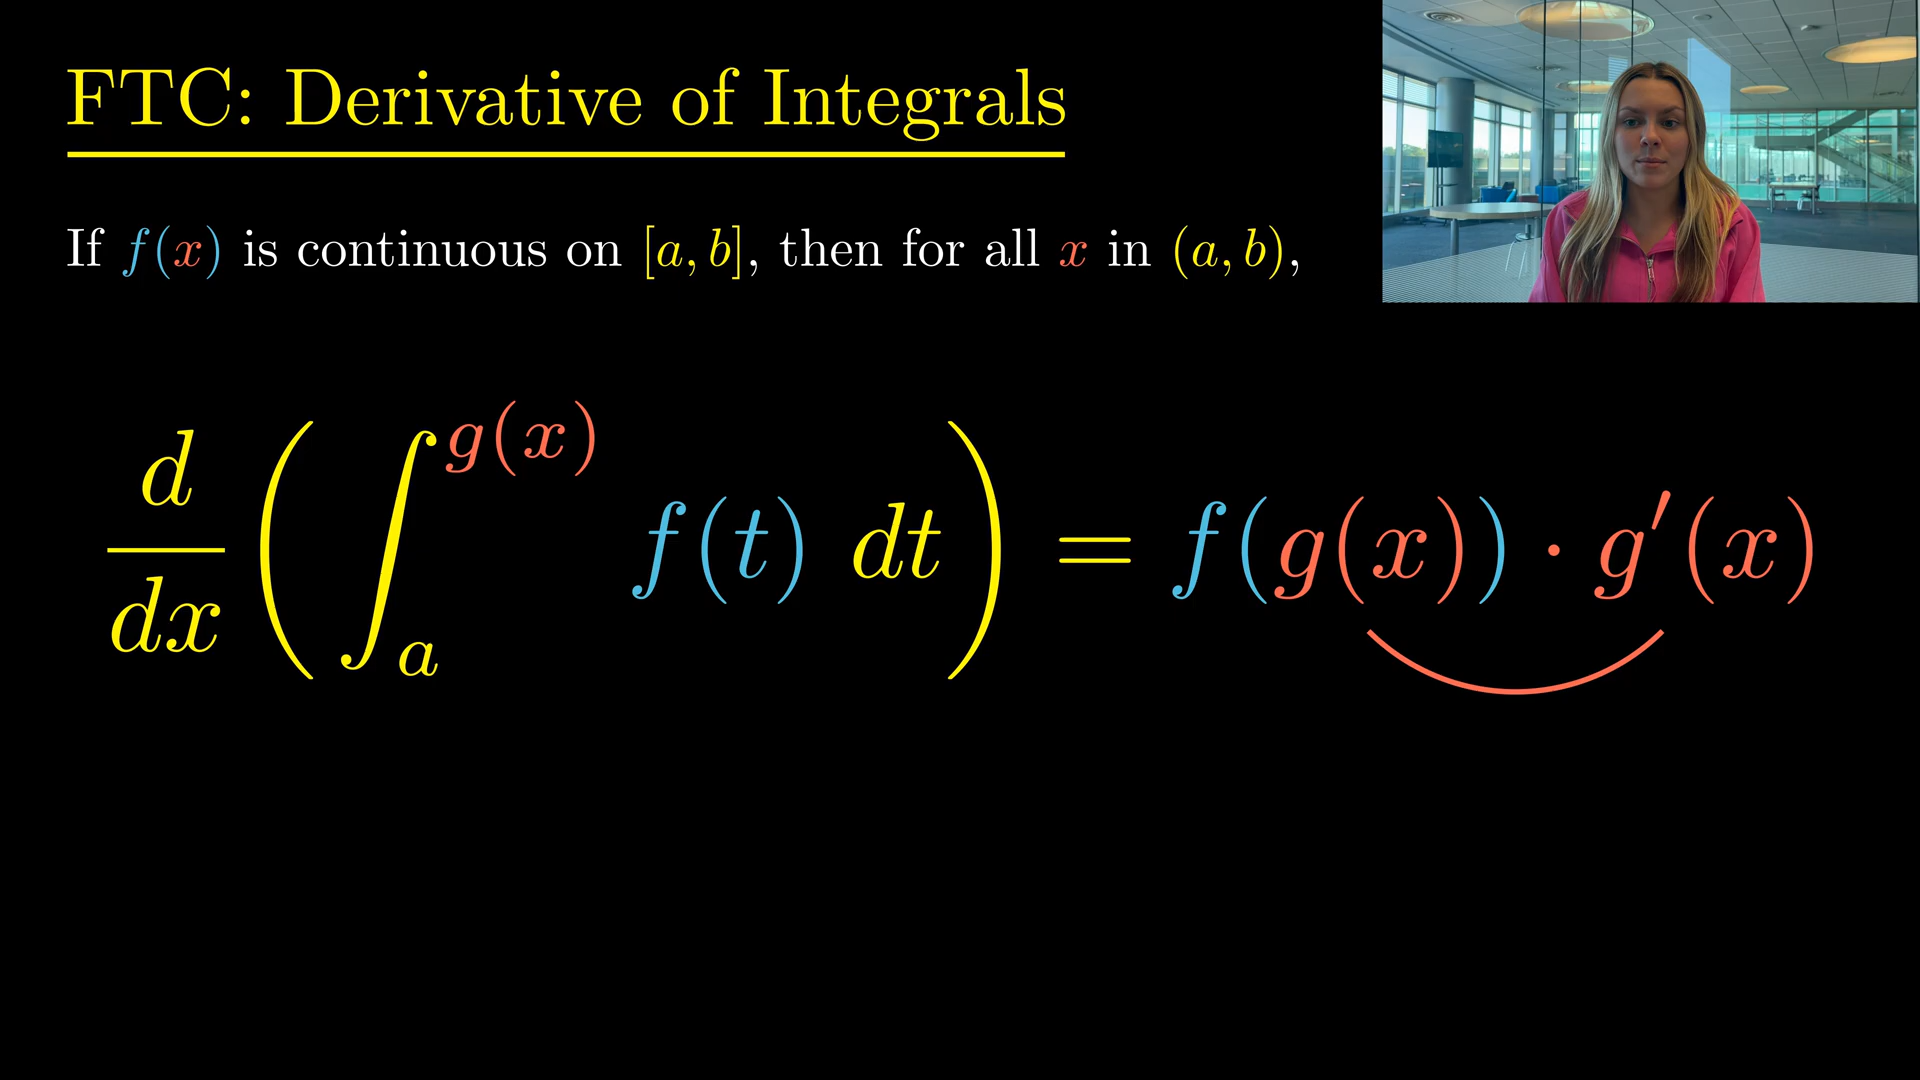 FTC: Derivative of Integrals
If f(x) is continuous on [a, b], then for all x in (a, b),
d/dx ( ∫_a^{g(x)} f(t) dt ) = f(g(x)) · g′(x)